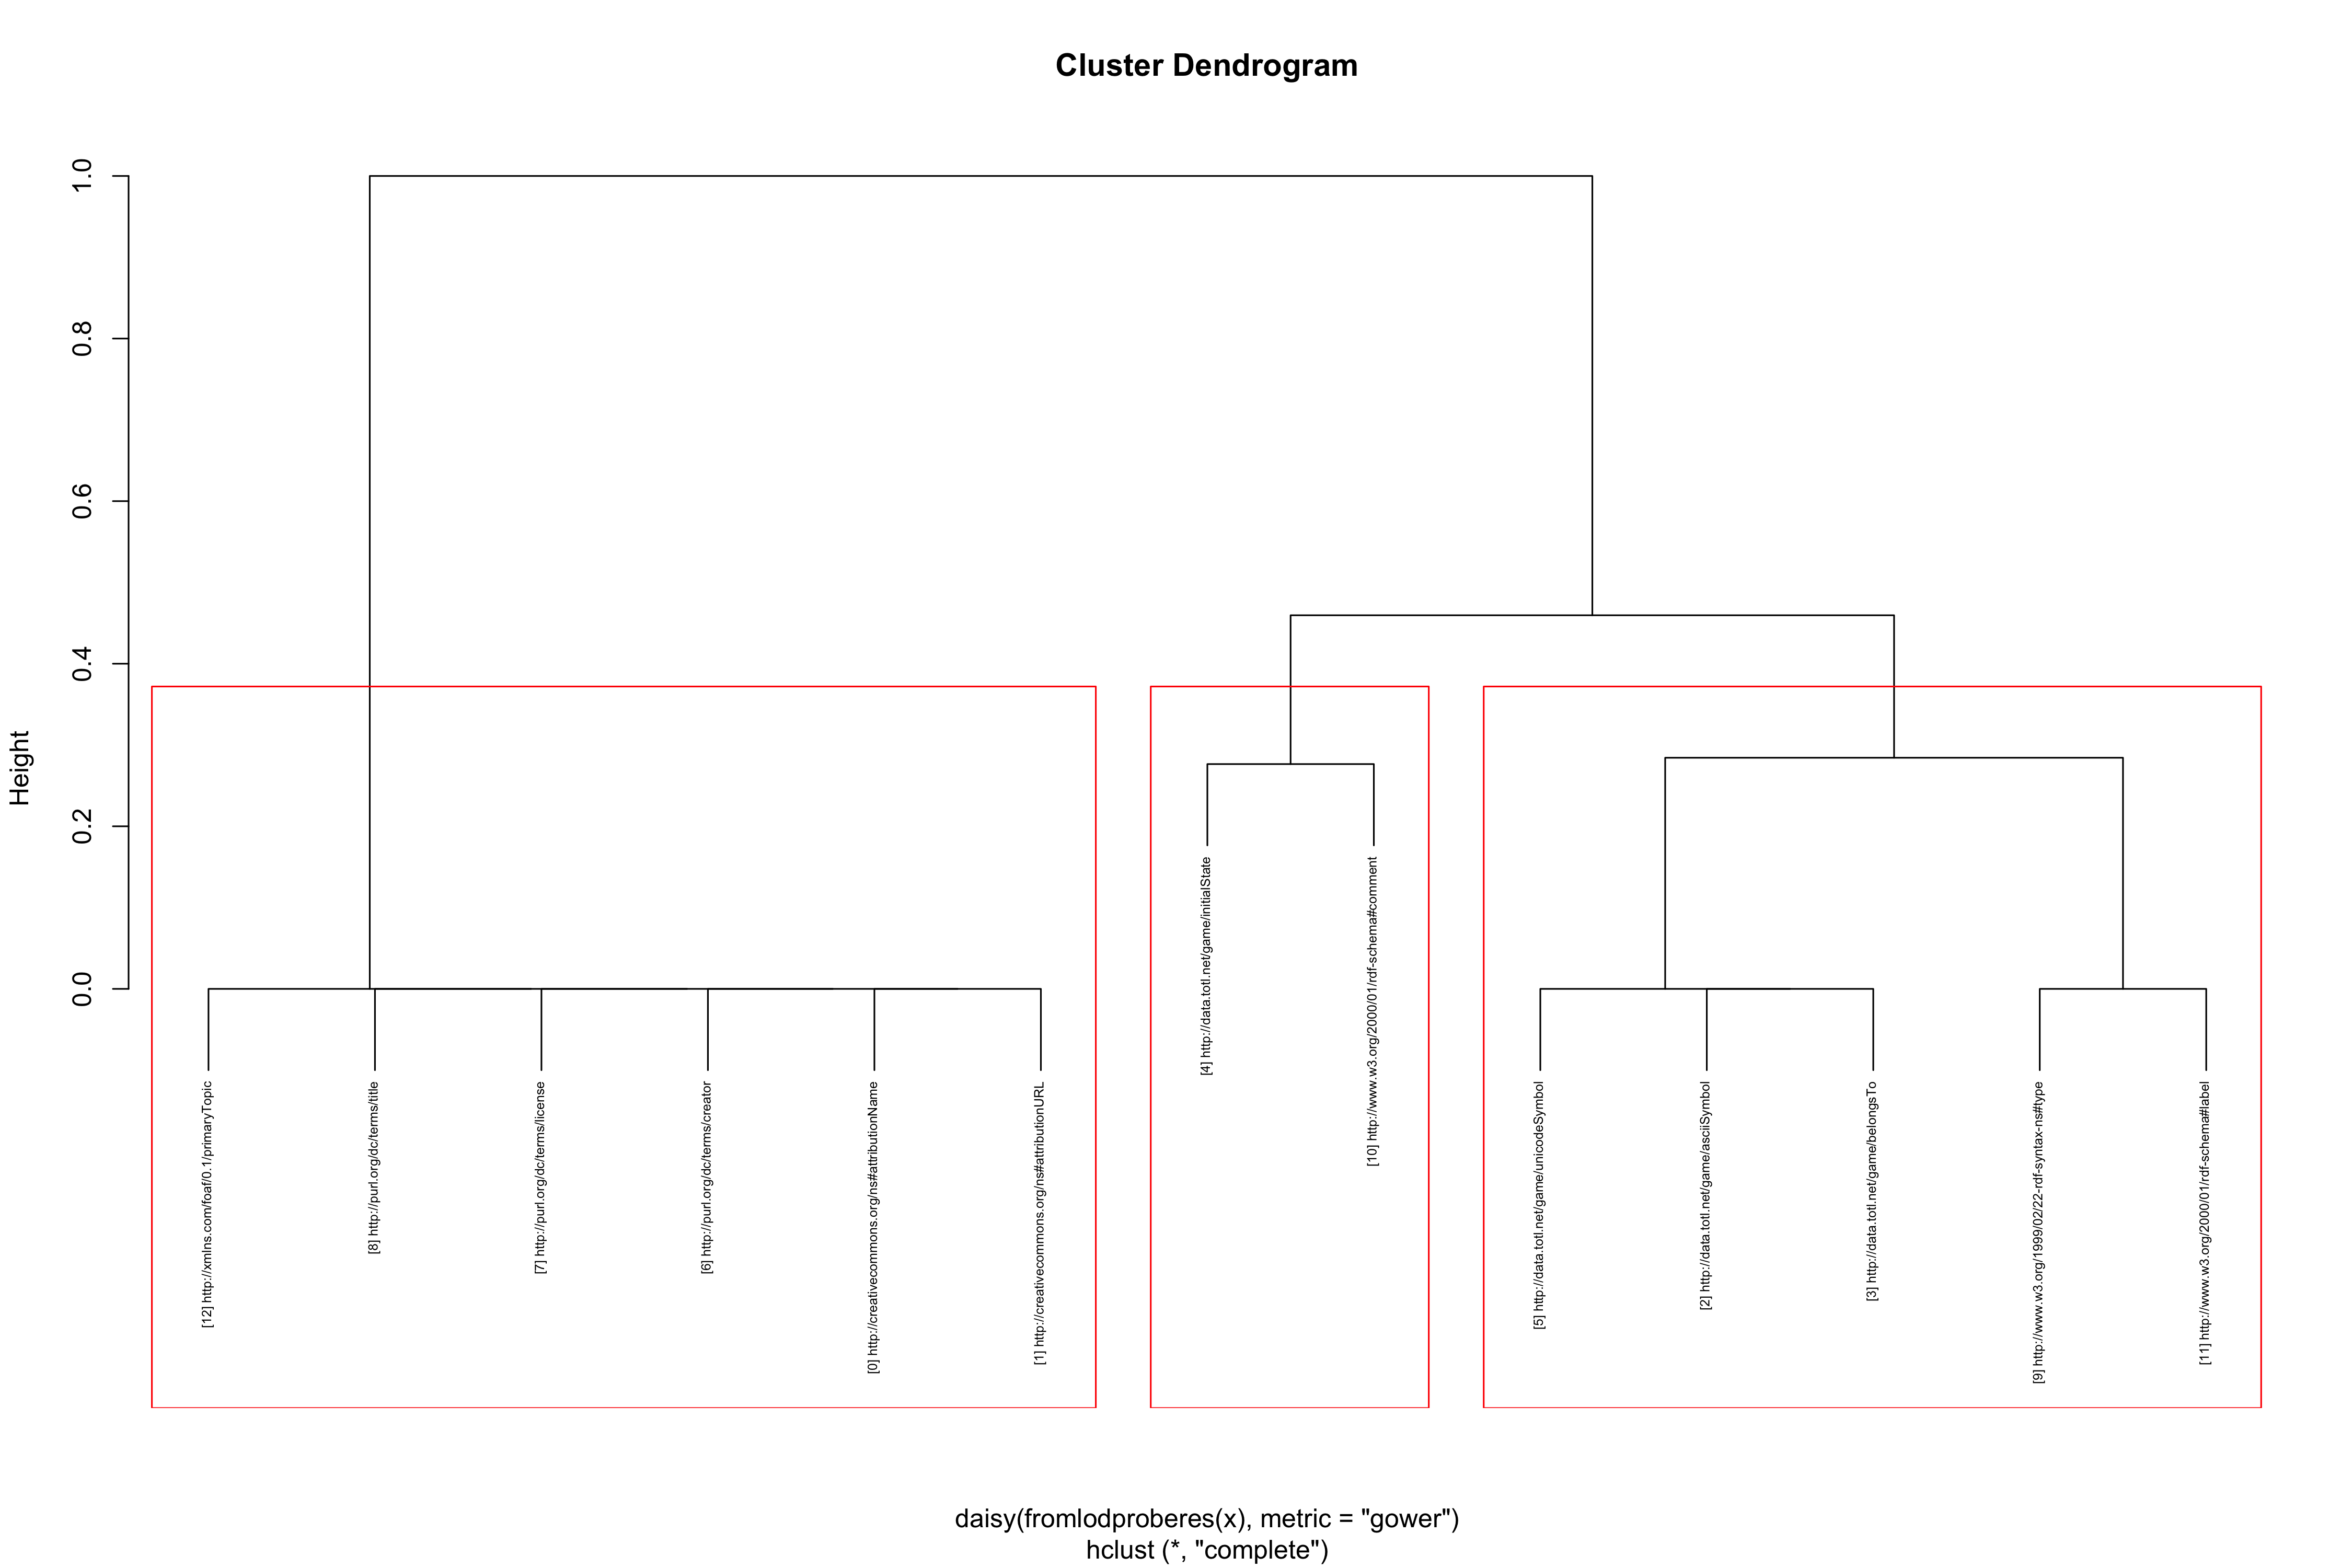 Cluster Dendrogram
Height
1.0
0.8
0.6
0.4
0.2
0.0
[12] http://xmlns.com/foaf/0.1/primaryTopic
[8] http://purl.org/dc/terms/title
[7] http://purl.org/dc/terms/license
[6] http://purl.org/dc/terms/creator
[0] http://creativecommons.org/ns#attributionName
[1] http://creativecommons.org/ns#attributionURL
[4] http://data.totl.net/game/initialState
[10] http://www.w3.org/2000/01/rdf-schema#comment
[5] http://data.totl.net/game/unicodeSymbol
[2] http://data.totl.net/game/asciiSymbol
[3] http://data.totl.net/game/belongsTo
[9] http://www.w3.org/1999/02/22-rdf-syntax-ns#type
[11] http://www.w3.org/2000/01/rdf-schema#label
daisy(fromlodproberes(x), metric = "gower")
hclust (*, "complete")